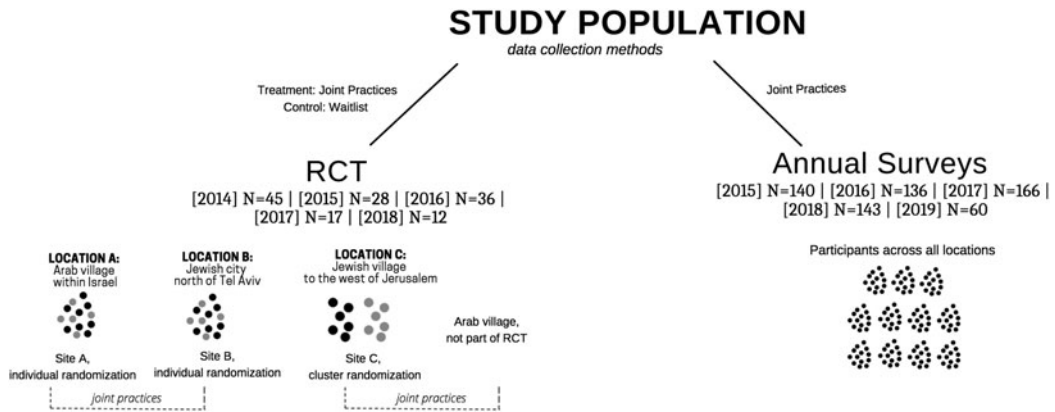 STUDY POPULATION
data collection methods
Treatment: Joint Practices
Control: Waitlist
Joint Practices
RCT
[2014] N=45 | [2015] N=28 | [2016] N=36 |
[2017] N=17 | [2018] N=12
Annual Surveys
[2015] N=140 | [2016] N=136 | [2017] N=166 |
[2018] N=143 | [2019] N=60
LOCATION A:
Arab village
within Israel
Site A,
individual randomization
LOCATION B:
Jewish city
north of Tel Aviv
Site B,
individual randomization
joint practices
LOCATION C:
Jewish village
to the west of Jerusalem
Site C,
cluster randomization
Arab village,
not part of RCT
joint practices
Participants across all locations